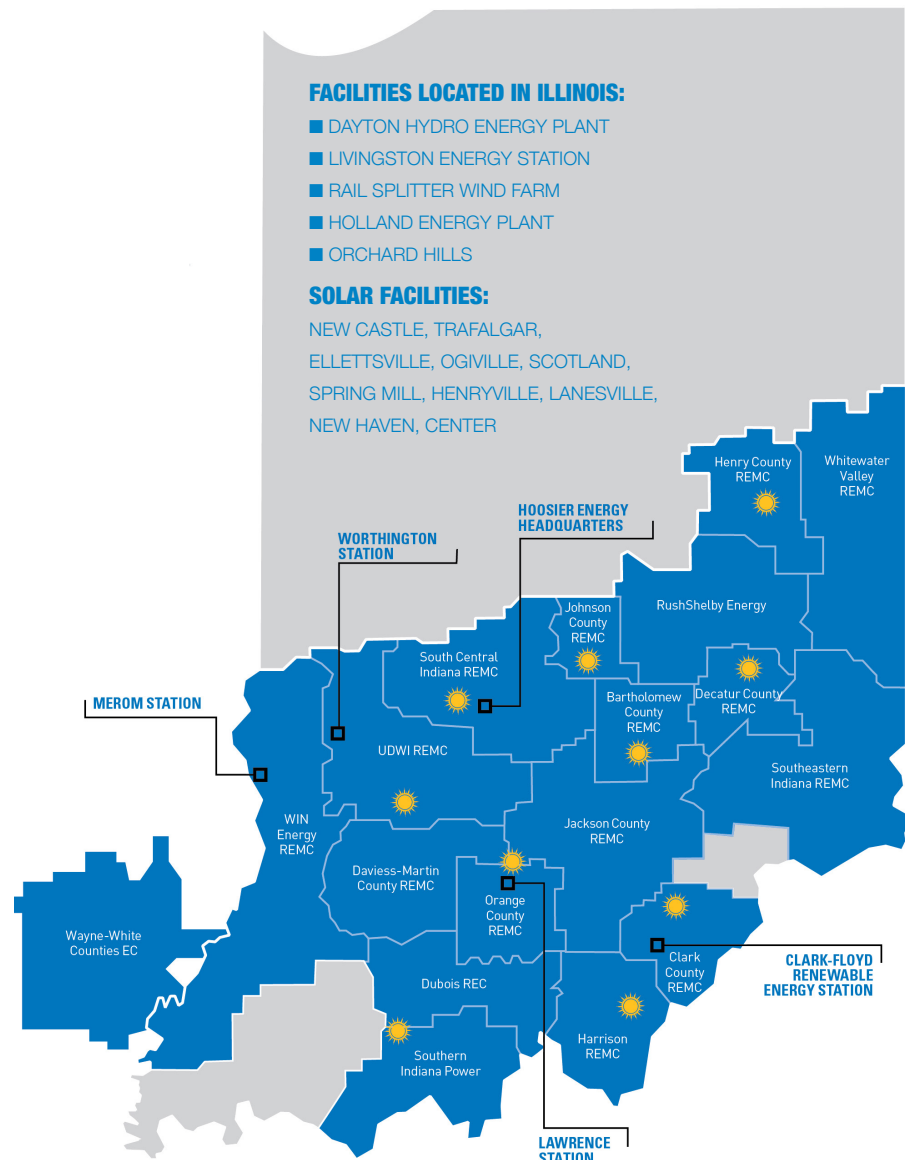 FACILITIES LOCATED IN ILLINOIS:
DAYTON HYDRO ENERGY PLANT
LIVINGSTON ENERGY STATION
RAIL SPLITTER WIND FARM
HOLLAND ENERGY PLANT
ORCHARD HILLS
SOLAR FACILITIES:
NEW CASTLE, TRAFALGAR,
ELLETTSVILLE, OGIVILLE, SCOTLAND,
SPRING MILL, HENRYVILLE, LANESVILLE,
NEW HAVEN, CENTER
Henry County
REMC
Whitewater
Valley
REMC
HOOSIER ENERGY
HEADQUARTERS
WORTHINGTON
STATION
Johnson
County
REMC
RushShelby Energy
South Central
Indiana REMC
MEROM STATION
Bartholomew
County
REMC
Decatur County
REMC
UDWI REMC
Southeastern
Indiana REMC
WIN
Energy
REMC
Jackson County
REMC
Daviess-Martin
County REMC
Orange
County
REMC
Wayne-White
Counties EC
Clark
County
REMC
CLARK-FLOYD
RENEWABLE
ENERGY STATION
Dubois REC
Harrison
REMC
Southern
Indiana Power
LAWRENCE
STATION